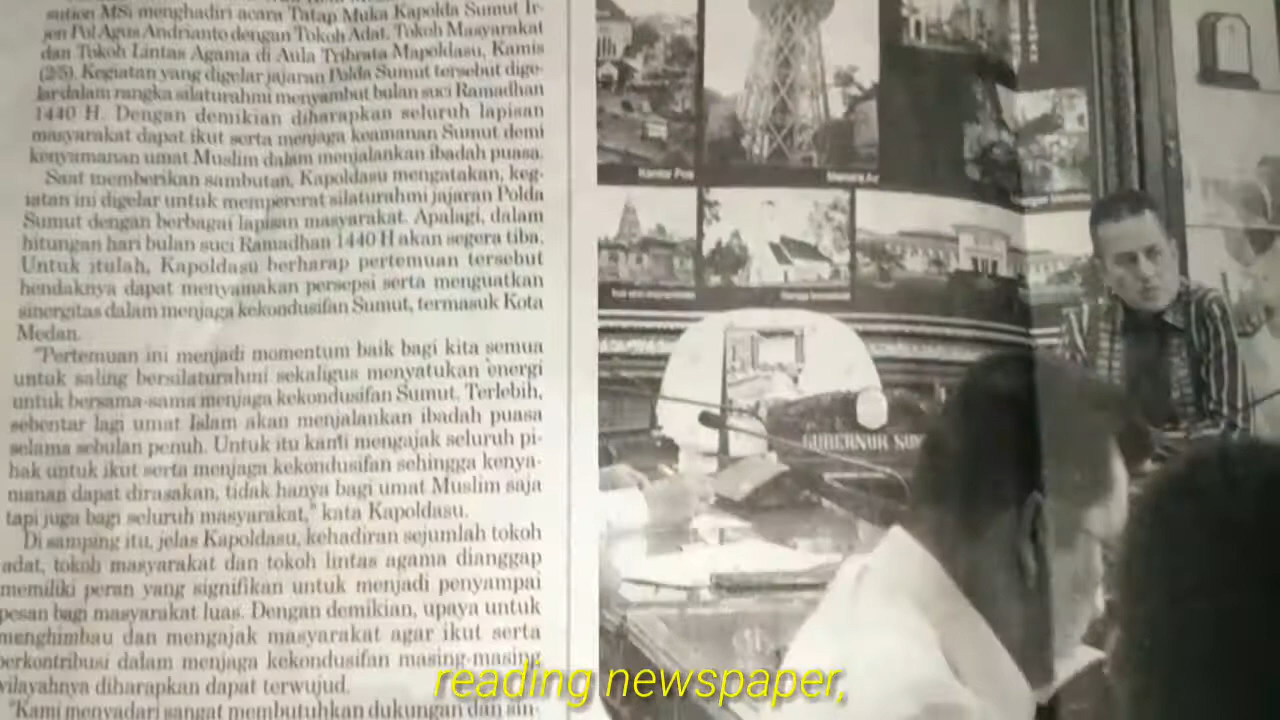 sution MSi menghadiri acara Tatap Muka Kapolda Sumut Ir-
jen Pol Agus Andrianto dengan Tokoh Adat, Tokoh Masyarakat
dan Tokoh Lintas Agama di Aula Tribrata Mapoldasu, Kamis
(2/5). Kegiatan yang digelar jajaran Polda Sumut tersebut dige-
lar dalam rangka silaturahmi menyambut bulan suci Ramadhan
1440 H. Dengan demikian diharapkan seluruh lapisan
masyarakat dapat ikut serta menjaga keamanan Sumut demi
kenyamanan umat Muslim dalam menjalankan ibadah puasa.
Saat memberikan sambutan, Kapoldasu mengatakan, keg-
iatan ini digelar untuk mempererat silaturahmi jajaran Polda
Sumut dengan berbagai lapisan masyarakat. Apalagi, dalam
hitungan hari bulan suci Ramadhan 1440 H akan segera tiba.
Untuk itulah, Kapoldasu berharap pertemuan tersebut
hendaknya dapat menyamakan persepsi serta menguatkan
sinergitas dalam menjaga kekondusifan Sumut, termasuk Kota
Medan.
"Pertemuan ini menjadi momentum baik bagi kita semua
untuk saling bersilaturahmi sekaligus menyatukan energi
untuk bersama-sama menjaga kekondusifan Sumut. Terlebih,
sebentar lagi umat Islam akan menjalankan ibadah puasa
selama sebulan penuh. Untuk itu kami mengajak seluruh pi-
hak untuk ikut serta menjaga kekondusifan sehingga kenya-
manan dapat dirasakan, tidak hanya bagi umat Muslim saja
tapi juga bagi seluruh masyarakat," kata Kapoldasu.
Di samping itu, jelas Kapoldasu, kehadiran sejumlah tokoh
adat, tokoh masyarakat dan tokoh lintas agama dianggap
memiliki peran yang signifikan untuk menjadi penyampai
pesan bagi masyarakat luas. Dengan demikian, upaya untuk
menghimbau dan mengajak masyarakat agar ikut serta
berkontribusi dalam menjaga kekondusifan masing-masing
wilayahnya diharapkan dapat terwujud.
"Kami menyadari sangat membutuhkan dukungan dan sin-
Kantor Pos
Menara Air
GUBERNUR
reading newspaper,